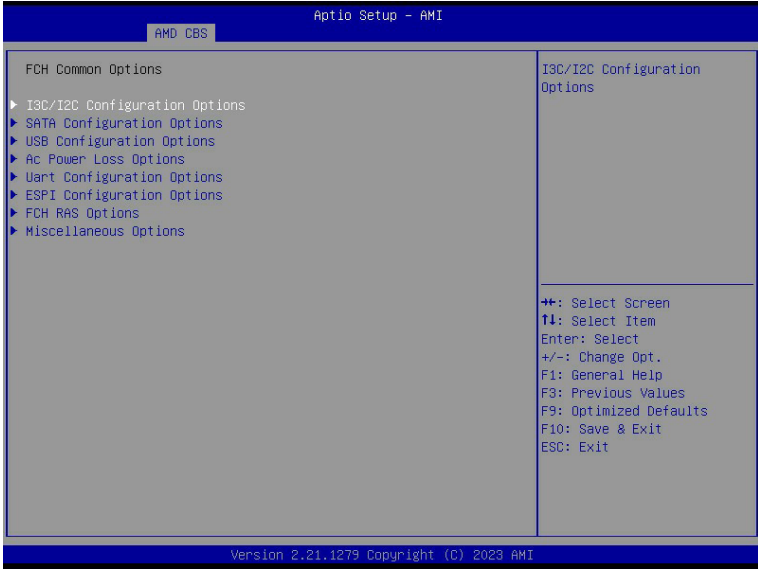 Aptio Setup – AMI
AMD CBS
FCH Common Options
I3C/I2C Configuration Options
SATA Configuration Options
USB Configuration Options
Ac Power Loss Options
Uart Configuration Options
ESPI Configuration Options
FCH RAS Options
Miscellaneous Options
I3C/I2C Configuration
Options
→←: Select Screen
↑↓: Select Item
Enter: Select
+/-: Change Opt.
F1: General Help
F3: Previous Values
F9: Optimized Defaults
F10: Save & Exit
ESC: Exit
Version 2.21.1279 Copyright (C) 2023 AMI